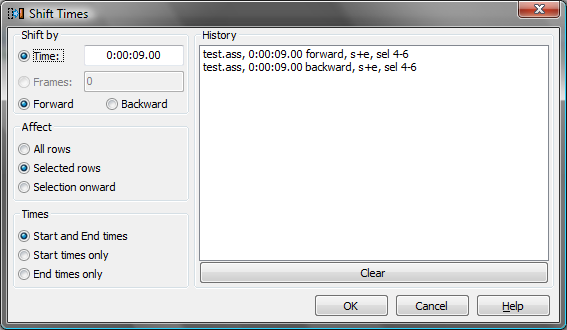 Shift Times
Shift by
Time: 0:00:09.00
Frames: 0
Forward Backward
Affect
All rows
Selected rows
Selection onward
Times
Start and End times
Start times only
End times only
History
test.ass, 0:00:09.00 forward, s+e, sel 4-6
test.ass, 0:00:09.00 backward, s+e, sel 4-6
Clear
OK Cancel Help